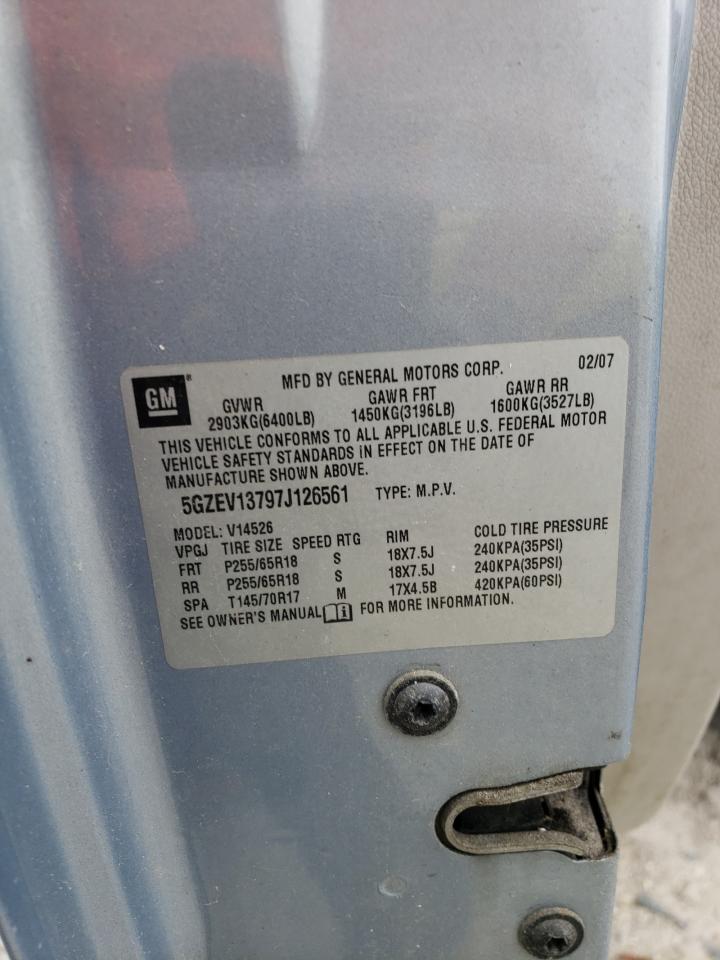 GM ® MFD BY GENERAL MOTORS CORP. 02/07
GVWR GAWR FRT GAWR RR
2903KG(6400LB) 1450KG(3196LB) 1600KG(3527LB)
THIS VEHICLE CONFORMS TO ALL APPLICABLE U.S. FEDERAL MOTOR
VEHICLE SAFETY STANDARDS IN EFFECT ON THE DATE OF
MANUFACTURE SHOWN ABOVE.
5GZEV13797J126561 TYPE: M.P.V.
MODEL: V14526
VPGJ TIRE SIZE SPEED RTG RIM COLD TIRE PRESSURE
FRT P255/65R18 S 18X7.5J 240KPA(35PSI)
RR P255/65R18 S 18X7.5J 240KPA(35PSI)
SPA T145/70R17 M 17X4.5B 420KPA(60PSI)
SEE OWNER'S MANUAL i FOR MORE INFORMATION.